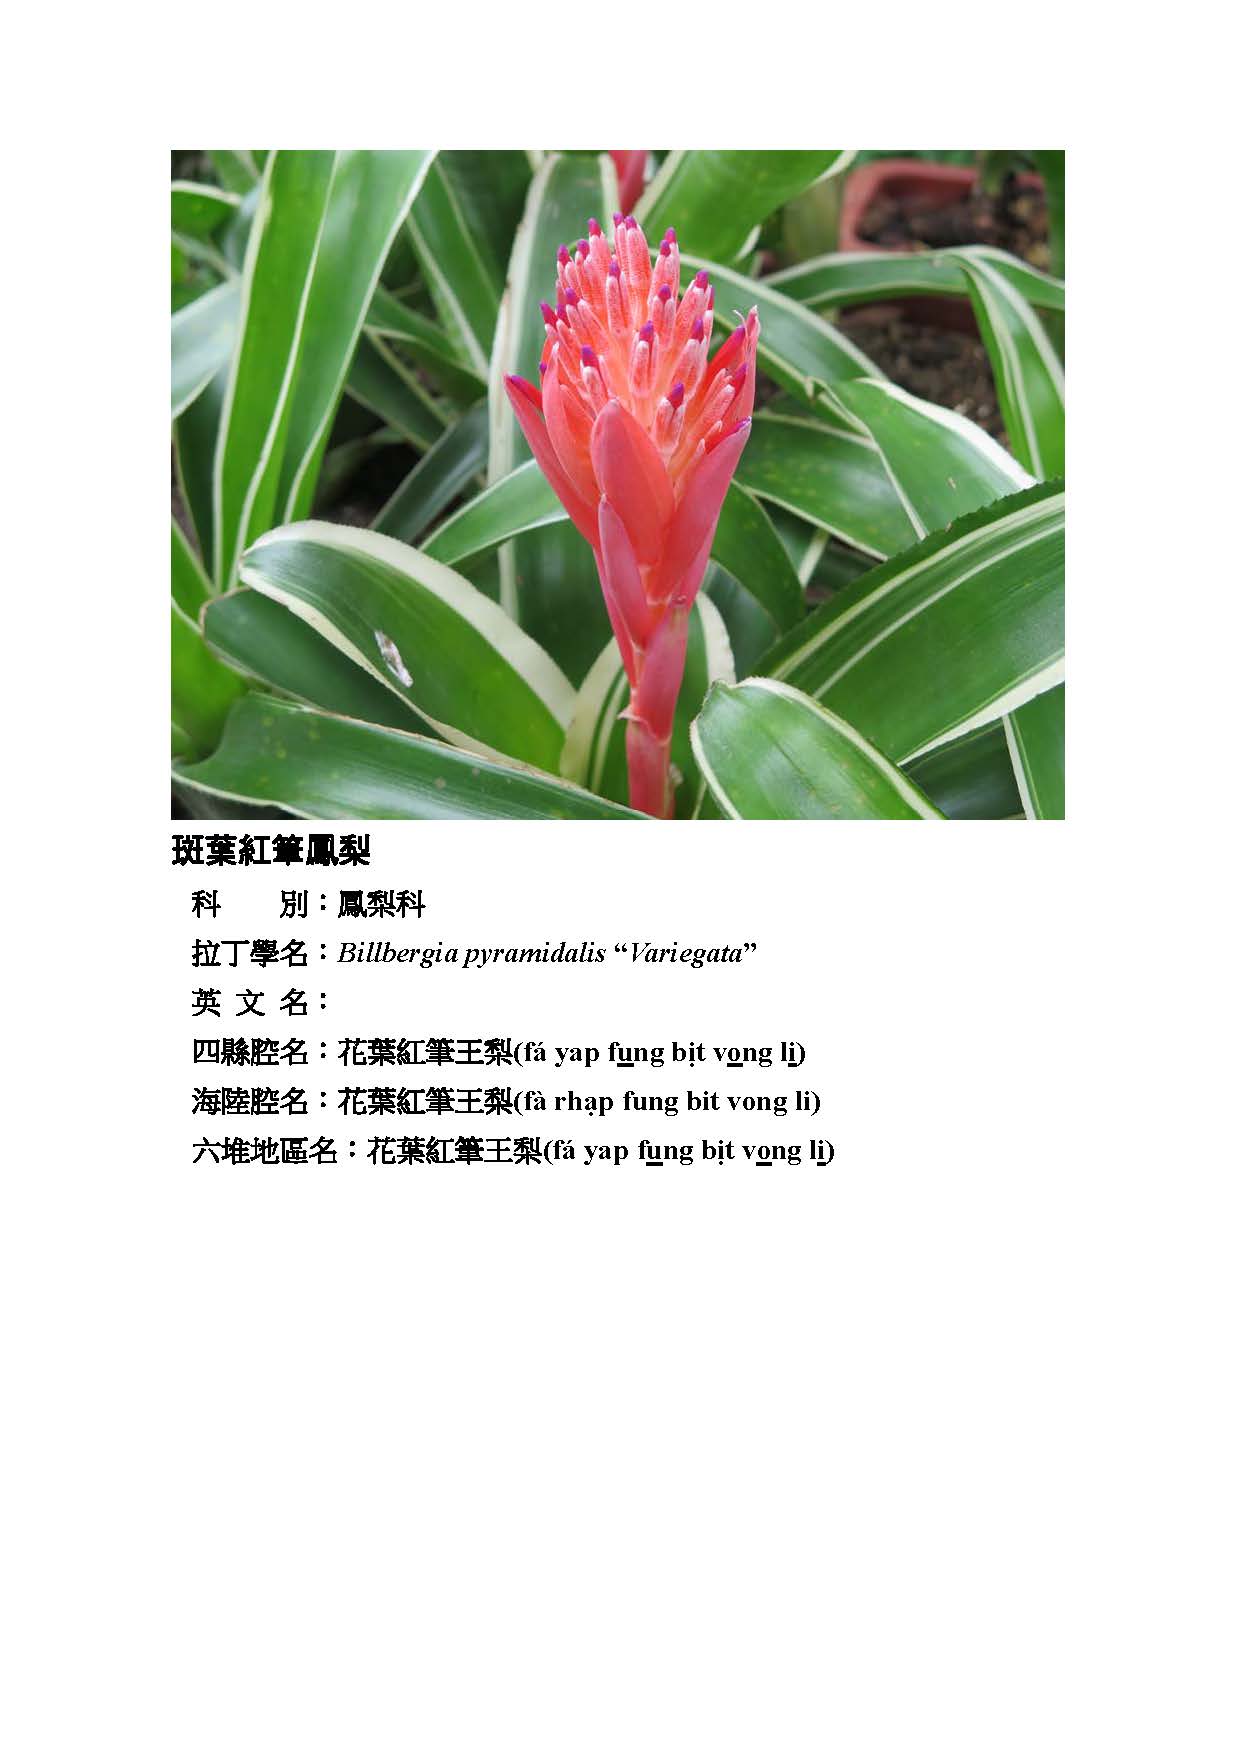 斑葉紅筆鳳梨
科　　別：鳳梨科
拉丁學名：Billbergia pyramidalis “Variegata”
英 文 名：
四縣腔名：花葉紅筆王梨(fá yap fu̲ng bịt vo̲ng li̲)
海陸腔名：花葉紅筆王梨(fà rhạp fung bit vong li)
六堆地區名：花葉紅筆王梨(fá yap fu̲ng bịt vo̲ng li̲)